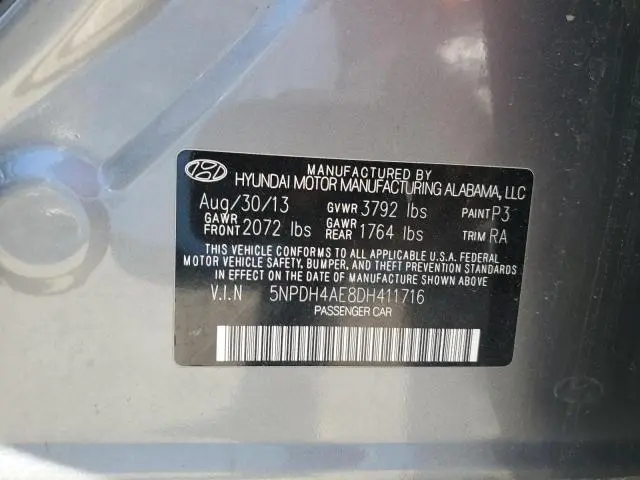 MANUFACTURED BY
HYUNDAI MOTOR MANUFACTURING ALABAMA, LLC
Aug/30/13 GVWR 3792 lbs PAINT P3
GAWR FRONT 2072 lbs GAWR REAR 1764 lbs TRIM RA
THIS VEHICLE CONFORMS TO ALL APPLICABLE U.S.A. FEDERAL
MOTOR VEHICLE SAFETY, BUMPER, AND THEFT PREVENTION STANDARDS
IN EFFECT ON THE DATE OF MANUFACTURE SHOWN ABOVE
V.I.N 5NPDH4AE8DH411716
PASSENGER CAR